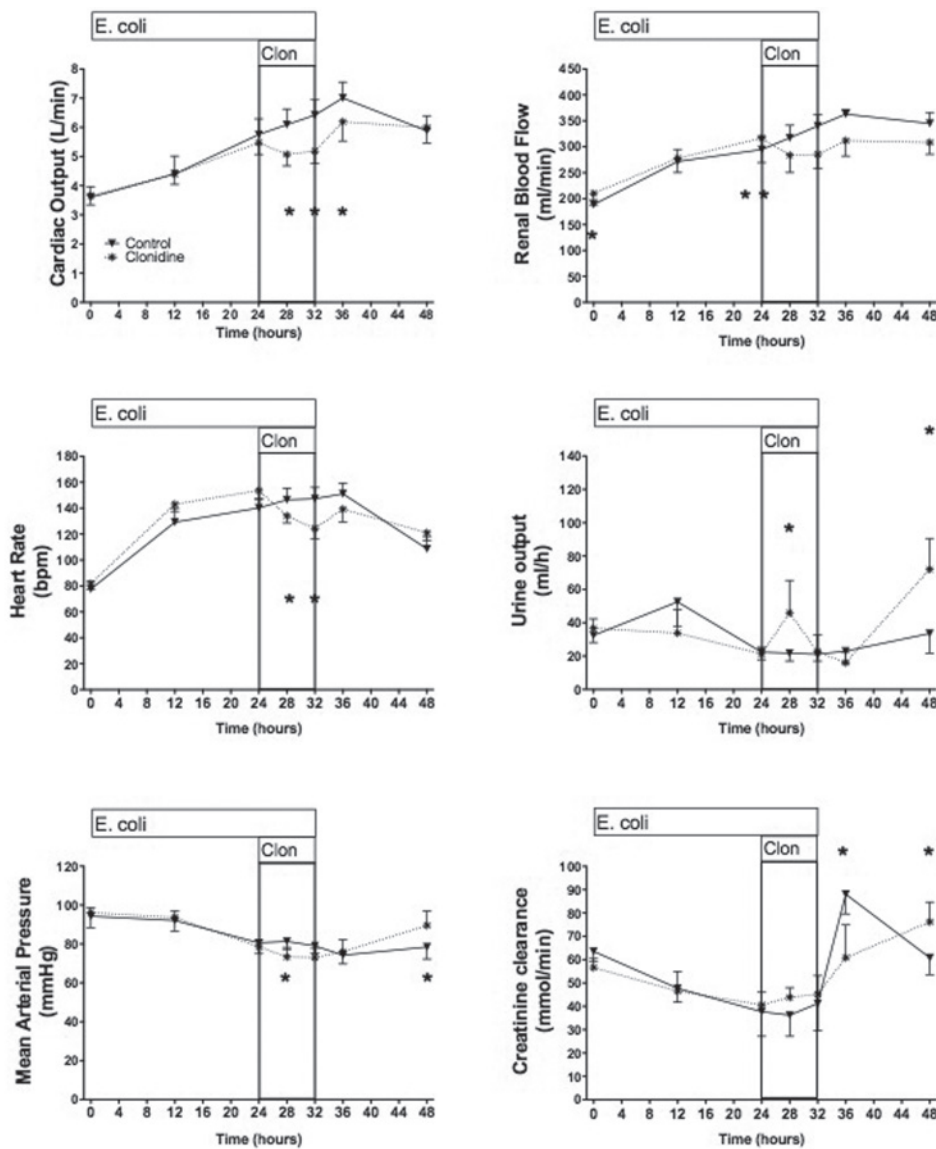 E. coli
Clon
Cardiac Output (L/min)
8
7
6
5
4
3
2
1
0
* * *
Control
Clonidine
0 4 8 12 16 20 24 28 32 36 40 44 48
Time (hours)
E. coli
Clon
Renal Blood Flow
(ml/min)
450
400
350
300
250
200
150
100
50
0
* *
*
0 4 8 12 16 20 24 28 32 36 40 44 48
Time (hours)
E. coli
Clon
Heart Rate
(bpm)
180
160
140
120
100
80
60
40
20
0
* *
0 4 8 12 16 20 24 28 32 36 40 44 48
Time (hours)
E. coli
*
Clon
Urine output
(ml/h)
140
120
100
80
60
40
20
0
*
0 4 8 12 16 20 24 28 32 36 40 44 48
Time (hours)
E. coli
Clon
Mean Arterial Pressure
(mmHg)
120
100
80
60
40
20
0
* *
0 4 8 12 16 20 24 28 32 36 40 44 48
Time (hours)
E. coli
Clon
* *
Creatinine clearance
(mmol/min)
100
90
80
70
60
50
40
30
20
10
0
0 4 8 12 16 20 24 28 32 36 40 44 48
Time (hours)